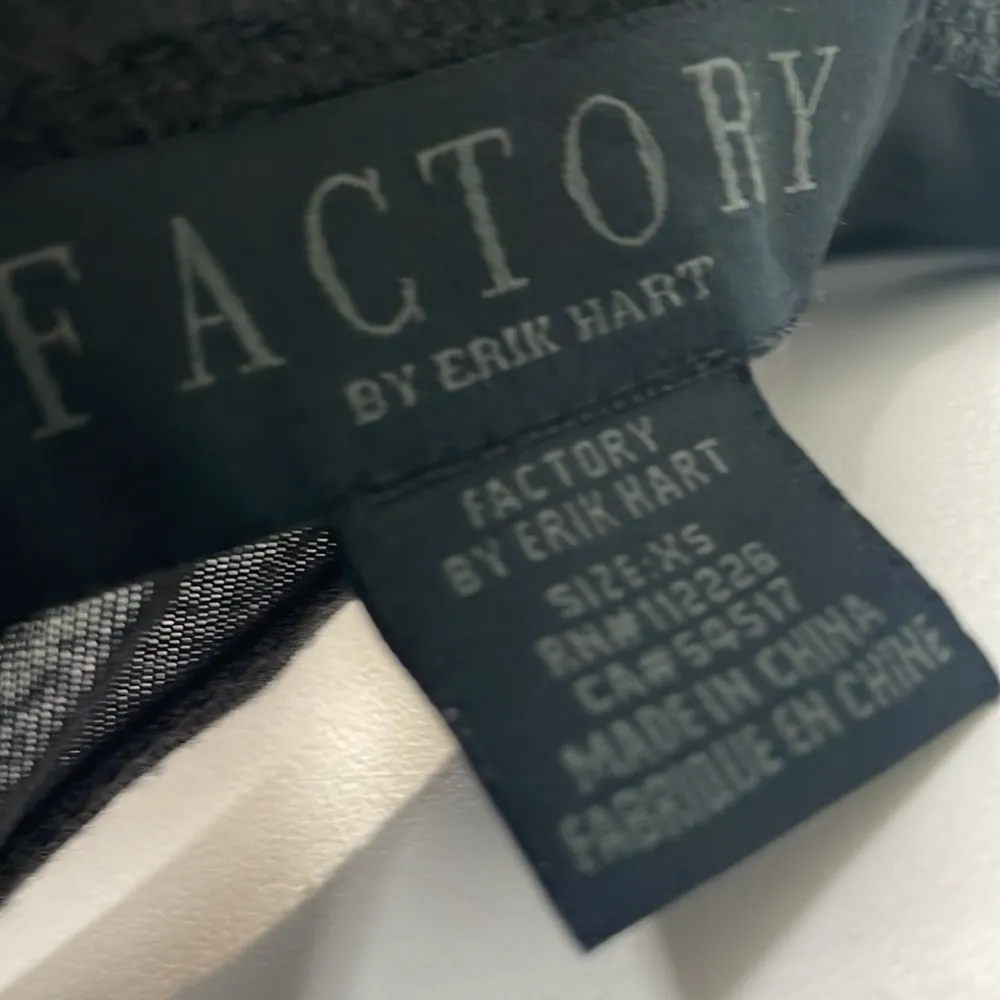 FACTORY
BY ERIK HART
FACTORY
BY ERIK HART
SIZE:XS
RN#112226
CA#54517
MADE IN CHINA
FABRIQUE EN CHINE